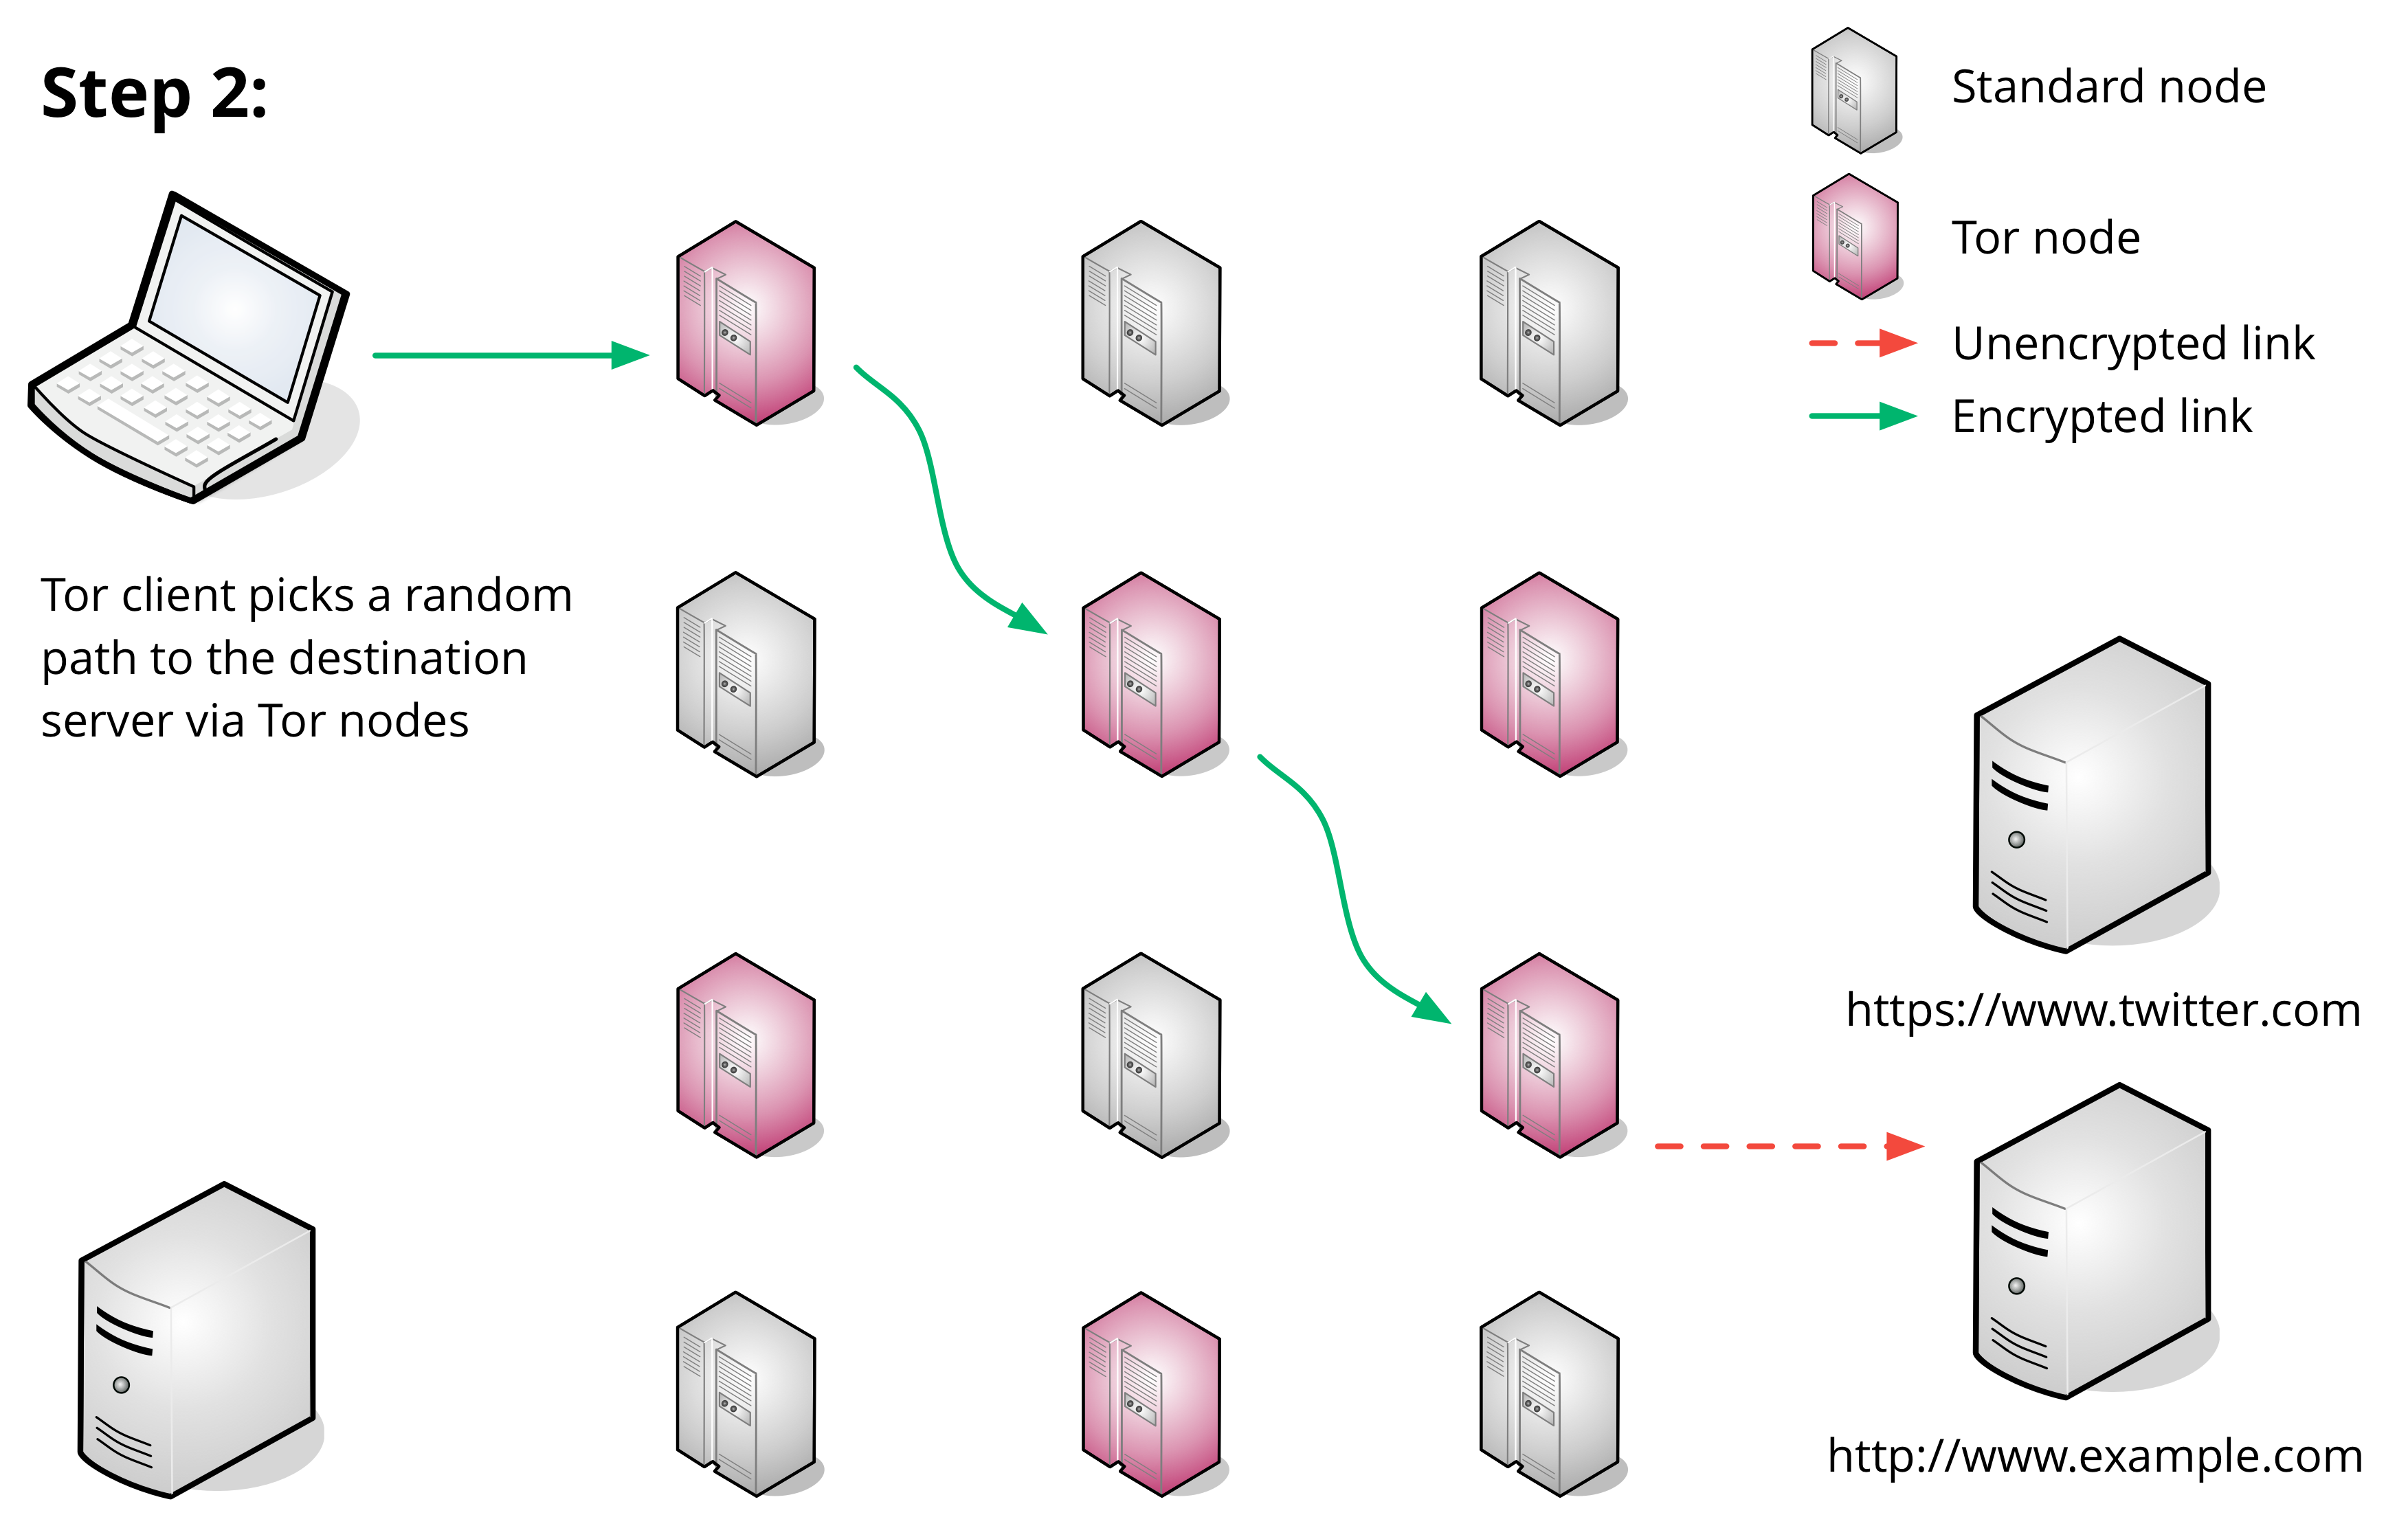 Step 2:
Standard node
Tor node
Unencrypted link
Encrypted link
Tor client picks a random
path to the destination
server via Tor nodes
https://www.twitter.com
http://www.example.com